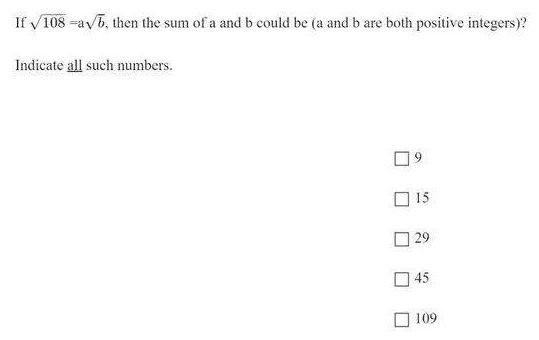 If √108 =a√b, then the sum of a and b could be (a and b are both positive integers)?
Indicate all such numbers.
9
15
29
45
109